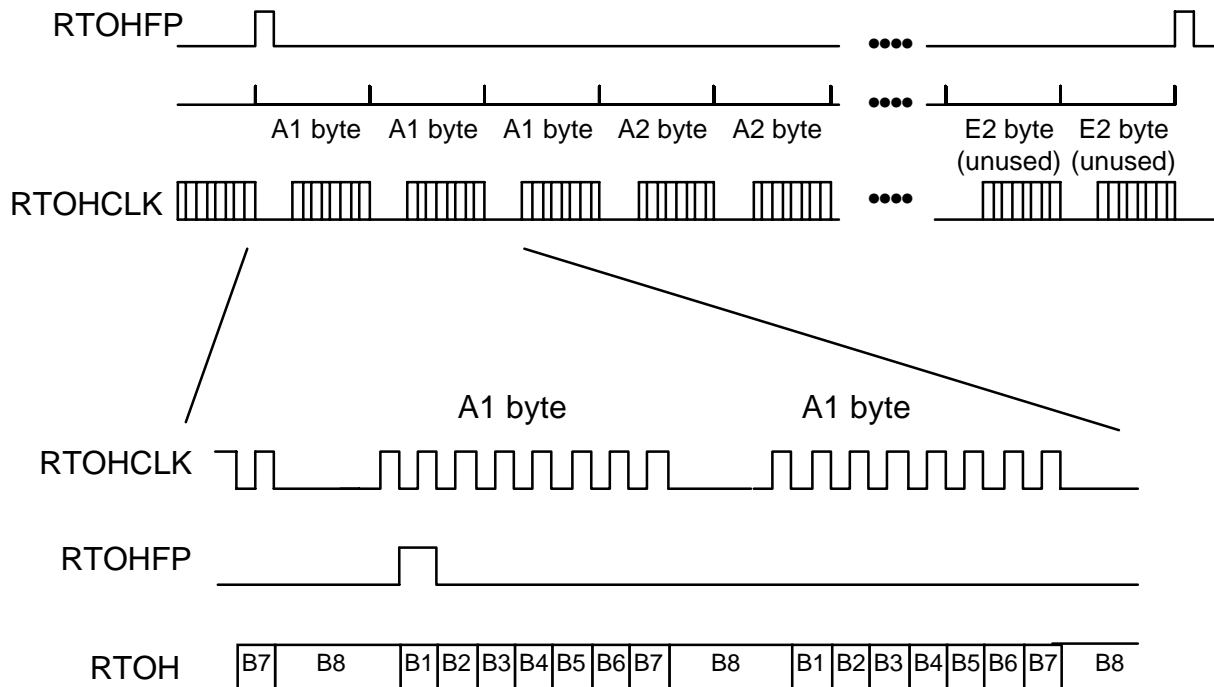 RTOHFP
A1 byte A1 byte A1 byte A2 byte A2 byte E2 byte E2 byte
(unused) (unused)
RTOHCLK
A1 byte A1 byte
RTOHCLK
RTOHFP
RTOH B7 B8 B1 B2 B3 B4 B5 B6 B7 B8 B1 B2 B3 B4 B5 B6 B7 B8